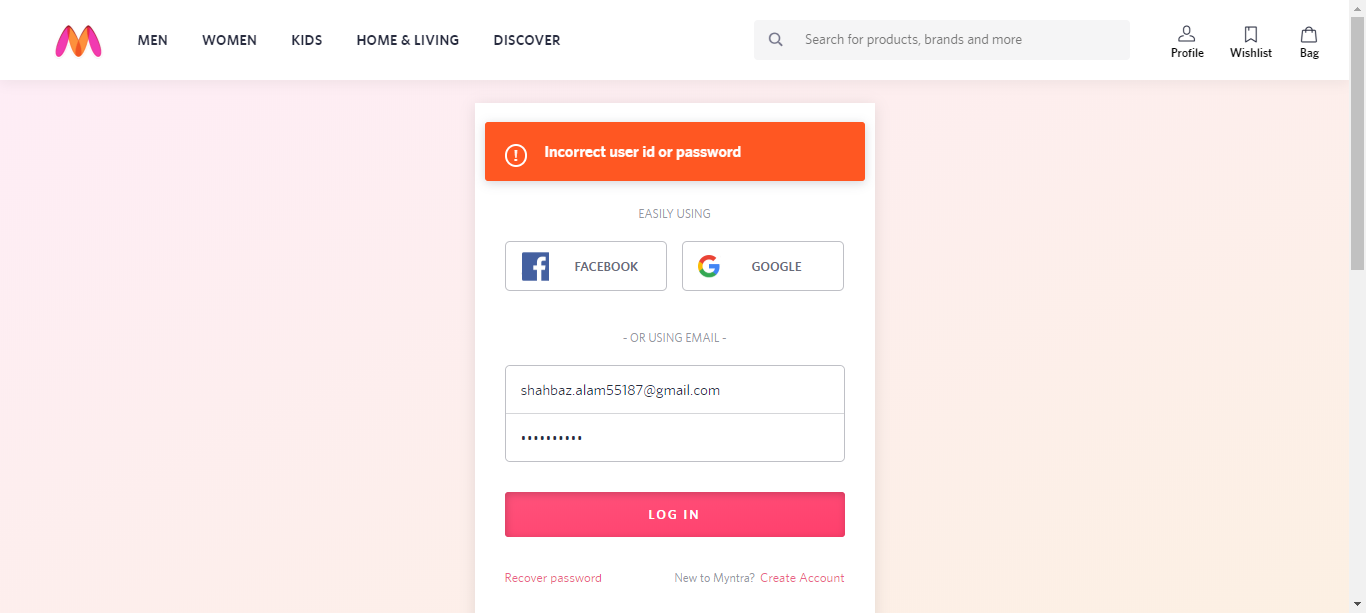 MEN WOMEN KIDS HOME & LIVING DISCOVER Search for products, brands and more Profile Wishlist Bag
Incorrect user id or password
EASILY USING
FACEBOOK GOOGLE
- OR USING EMAIL -
shahbaz.alam55187@gmail.com
••••••••••
LOG IN
Recover password New to Myntra? Create Account